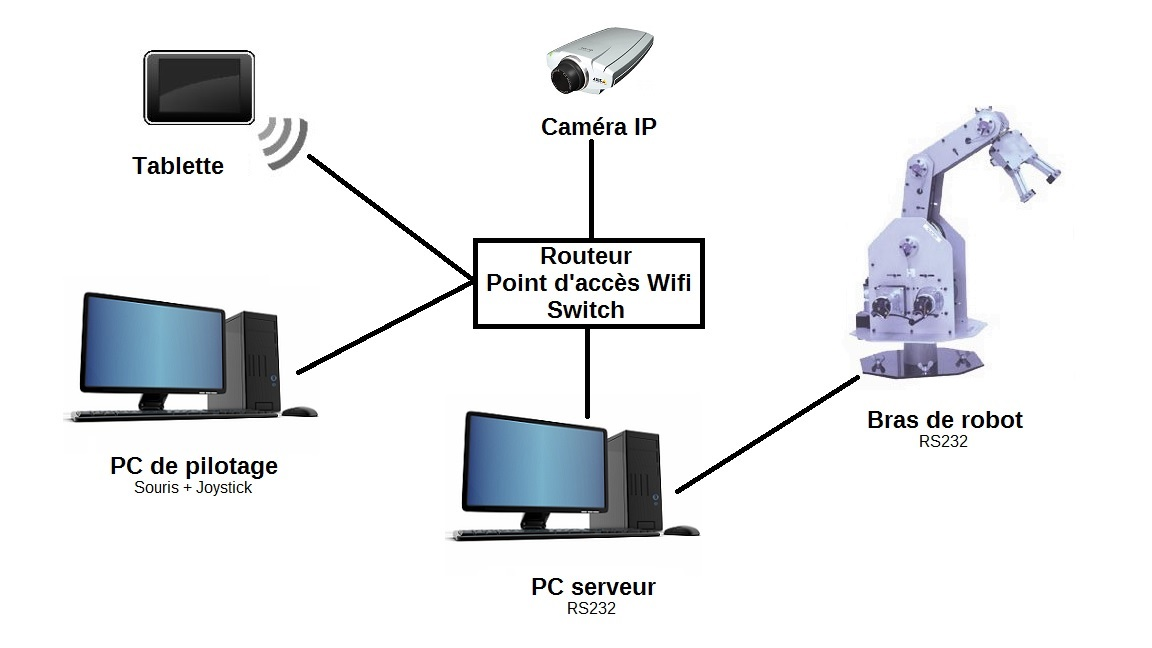 Caméra IP
Tablette
Routeur
Point d'accès Wifi
Switch
Bras de robot
RS232
PC de pilotage
Souris + Joystick
PC serveur
RS232